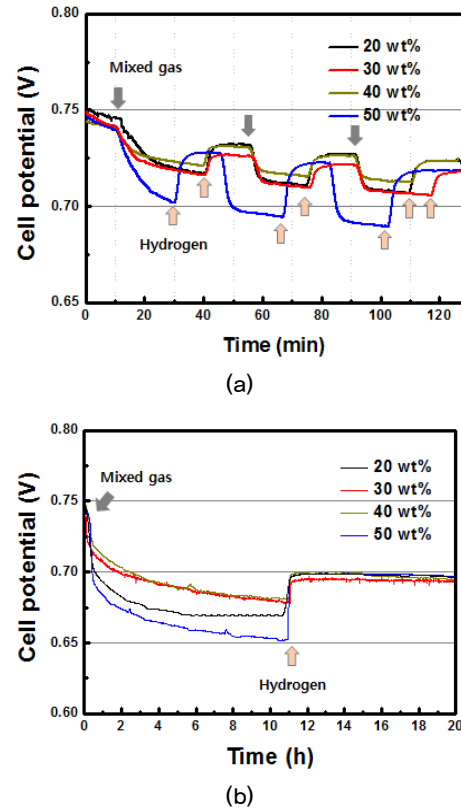 0.80
0.75
0.70
0.65
Cell potential (V)
Mixed gas
Hydrogen
20 wt%
30 wt%
40 wt%
50 wt%
0 20 40 60 80 100 120
Time (min)
(a)
0.80
0.75
0.70
0.65
0.60
Cell potential (V)
Mixed gas
Hydrogen
20 wt%
30 wt%
40 wt%
50 wt%
0 2 4 6 8 10 12 14 16 18 20
Time (h)
(b)